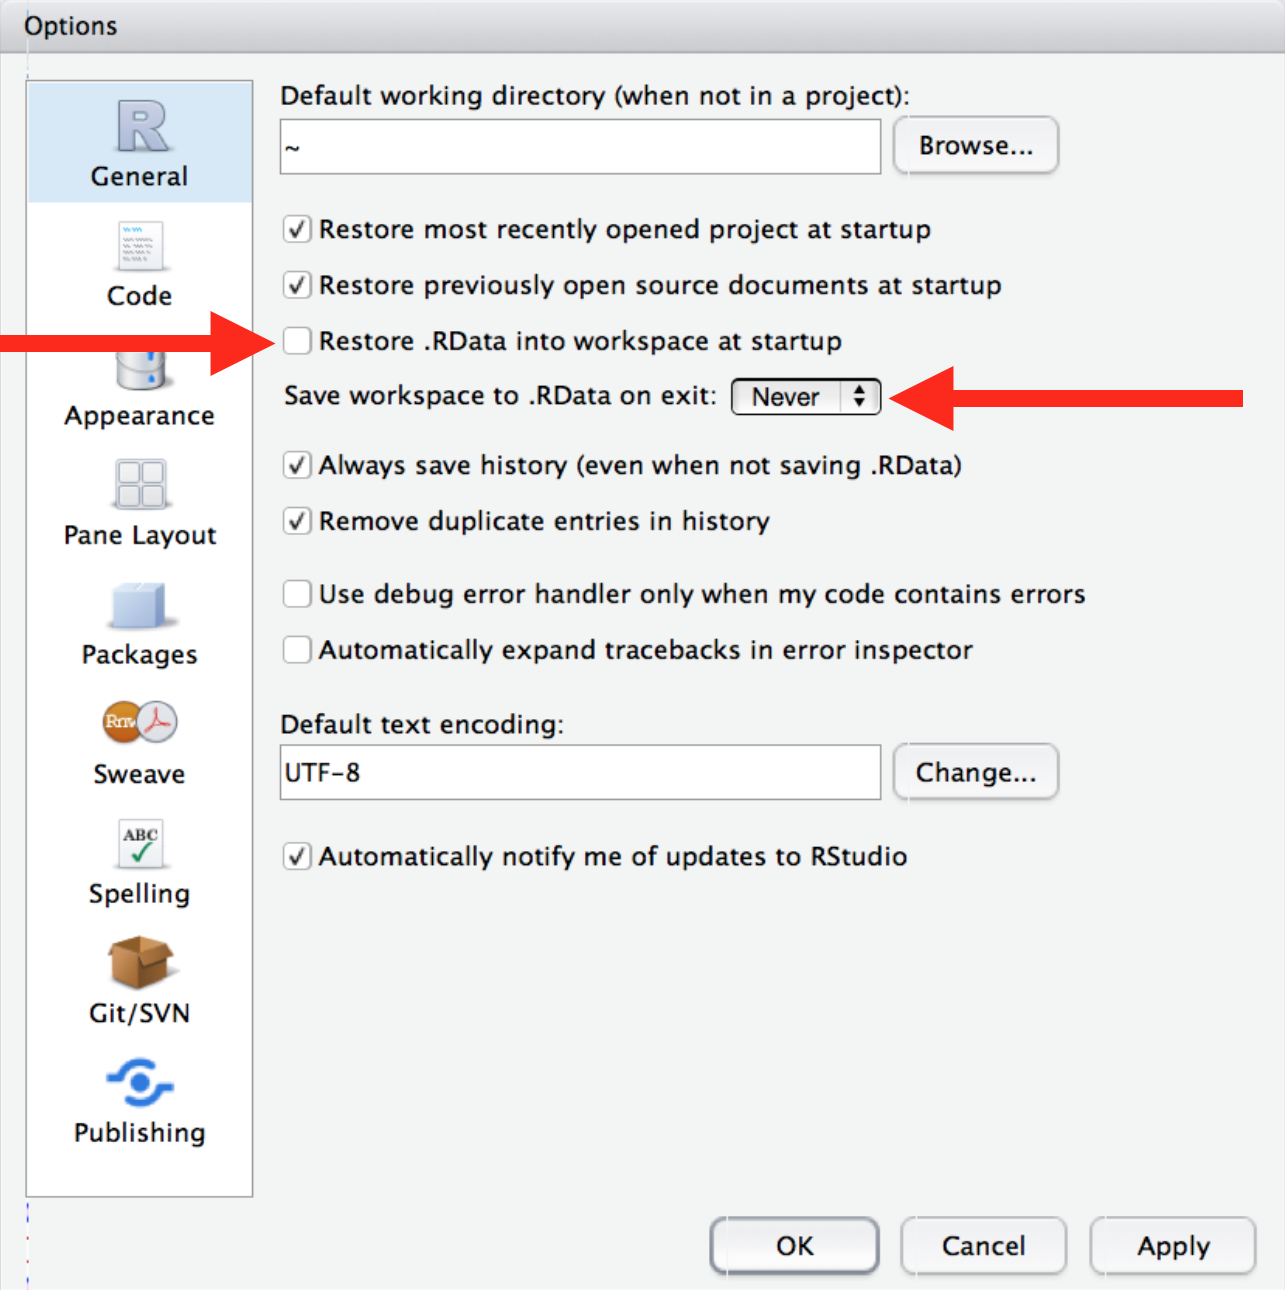 Options
General
Code
Appearance
Pane Layout
Packages
Rnw
Sweave
ABC
Spelling
Git/SVN
Publishing
Default working directory (when not in a project):
~
Browse...
Restore most recently opened project at startup
Restore previously open source documents at startup
Restore .RData into workspace at startup
Save workspace to .RData on exit: Never
Always save history (even when not saving .RData)
Remove duplicate entries in history
Use debug error handler only when my code contains errors
Automatically expand tracebacks in error inspector
Default text encoding:
UTF-8
Change...
Automatically notify me of updates to RStudio
OK Cancel Apply